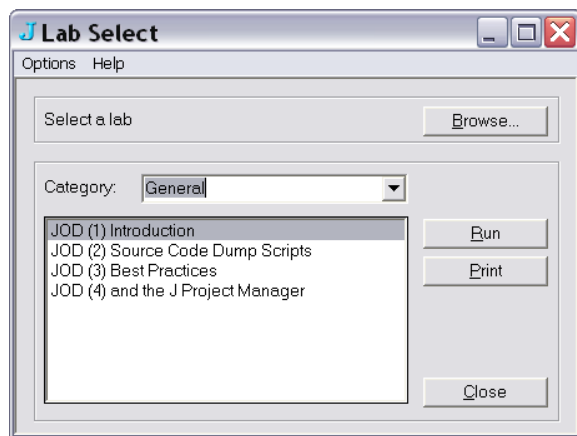 J Lab Select
Options Help
Select a lab
Browse...
Category: General
JOD (1) Introduction
JOD (2) Source Code Dump Scripts
JOD (3) Best Practices
JOD (4) and the J Project Manager
Run
Print
Close